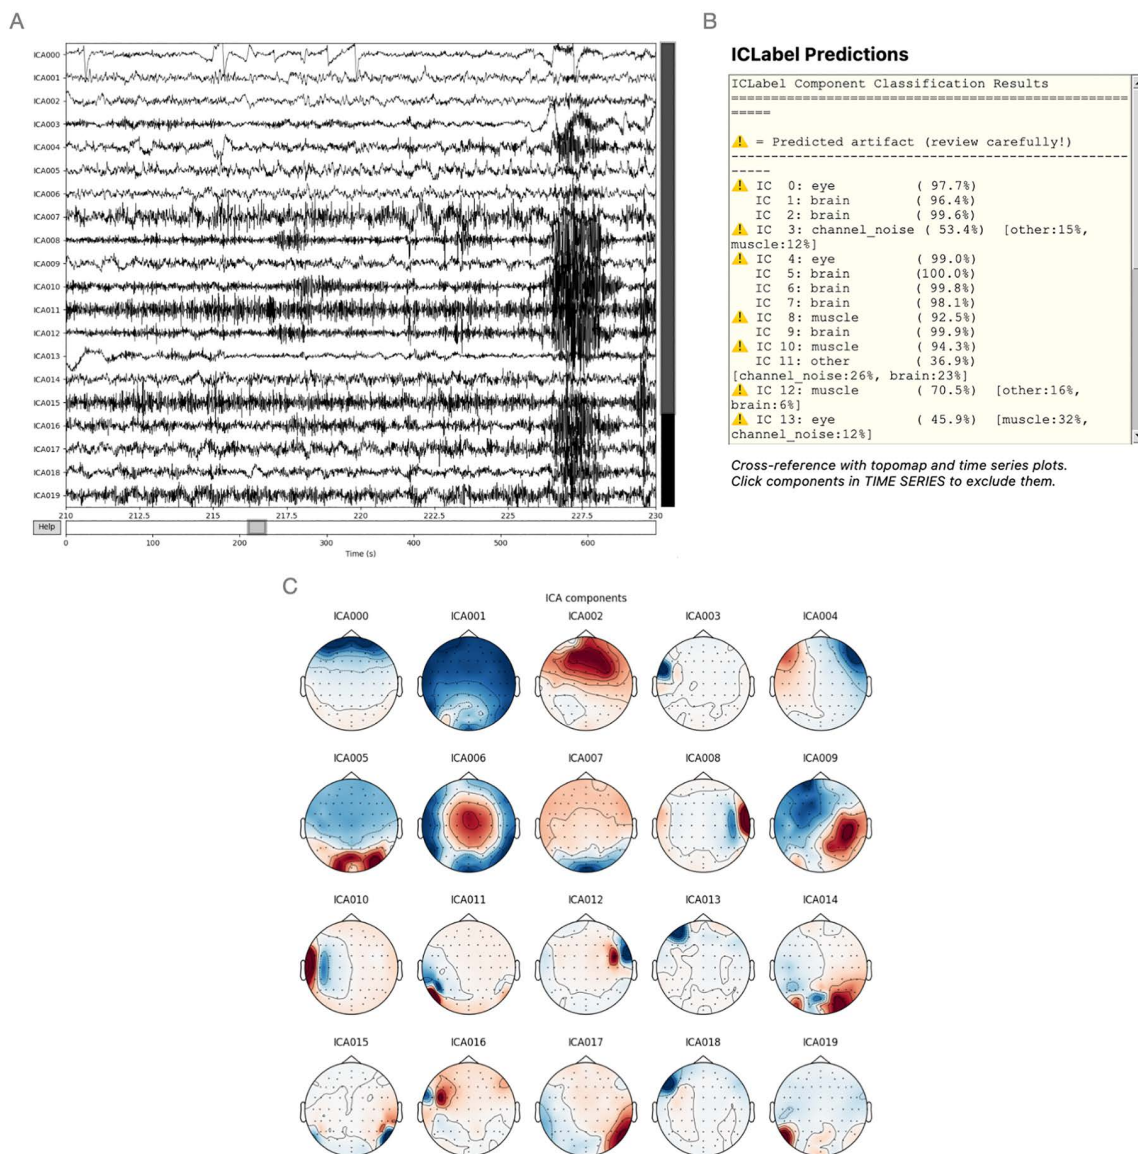 A
ICA000
ICA001
ICA002
ICA003
ICA004
ICA005
ICA006
ICA007
ICA008
ICA009
ICA010
ICA011
ICA012
ICA013
ICA014
ICA015
ICA016
ICA017
ICA018
ICA019
210 212.5 215 217.5 220 222.5 225 227.5 230
Help
0 100 200 300 400 500 600
Time (s)
B
ICLabel Predictions
ICLabel Component Classification Results
==================================================
=====
! = Predicted artifact (review carefully!)
--------------------------------------------------
-----
! IC 0: eye ( 97.7%)
IC 1: brain ( 96.4%)
IC 2: brain ( 99.6%)
! IC 3: channel_noise ( 53.4%) [other:15%,
muscle:12%]
! IC 4: eye ( 99.0%)
IC 5: brain (100.0%)
IC 6: brain ( 99.8%)
IC 7: brain ( 98.1%)
! IC 8: muscle ( 92.5%)
IC 9: brain ( 99.9%)
! IC 10: muscle ( 94.3%)
IC 11: other ( 36.9%)
[channel_noise:26%, brain:23%]
! IC 12: muscle ( 70.5%) [other:16%,
brain:6%]
! IC 13: eye ( 45.9%) [muscle:32%,
channel_noise:12%]
Cross-reference with topomap and time series plots.
Click components in TIME SERIES to exclude them.
C
ICA components
ICA000 ICA001 ICA002 ICA003 ICA004
ICA005 ICA006 ICA007 ICA008 ICA009
ICA010 ICA011 ICA012 ICA013 ICA014
ICA015 ICA016 ICA017 ICA018 ICA019